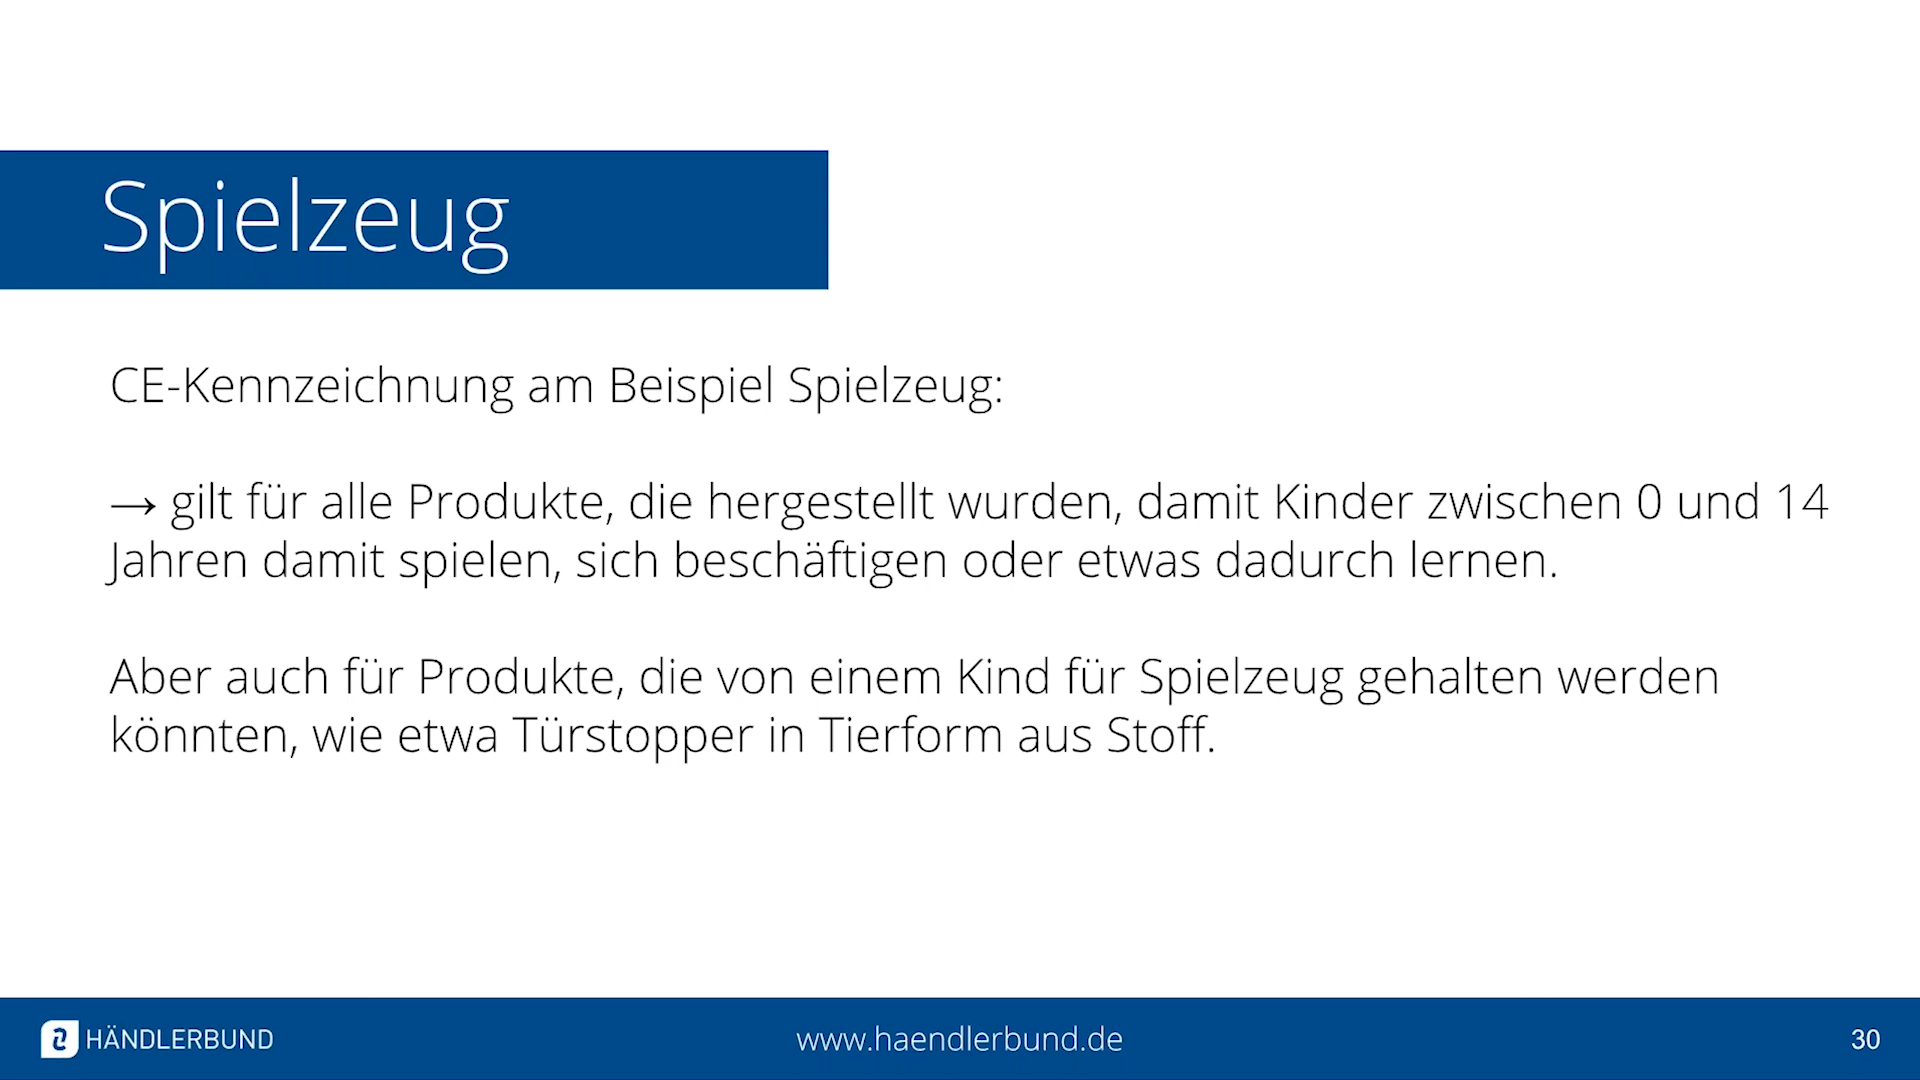 Spielzeug
CE-Kennzeichnung am Beispiel Spielzeug:
→ gilt für alle Produkte, die hergestellt wurden, damit Kinder zwischen 0 und 14
Jahren damit spielen, sich beschäftigen oder etwas dadurch lernen.
Aber auch für Produkte, die von einem Kind für Spielzeug gehalten werden
könnten, wie etwa Türstopper in Tierform aus Stoff.
HÄNDLERBUND
www.haendlerbund.de
30